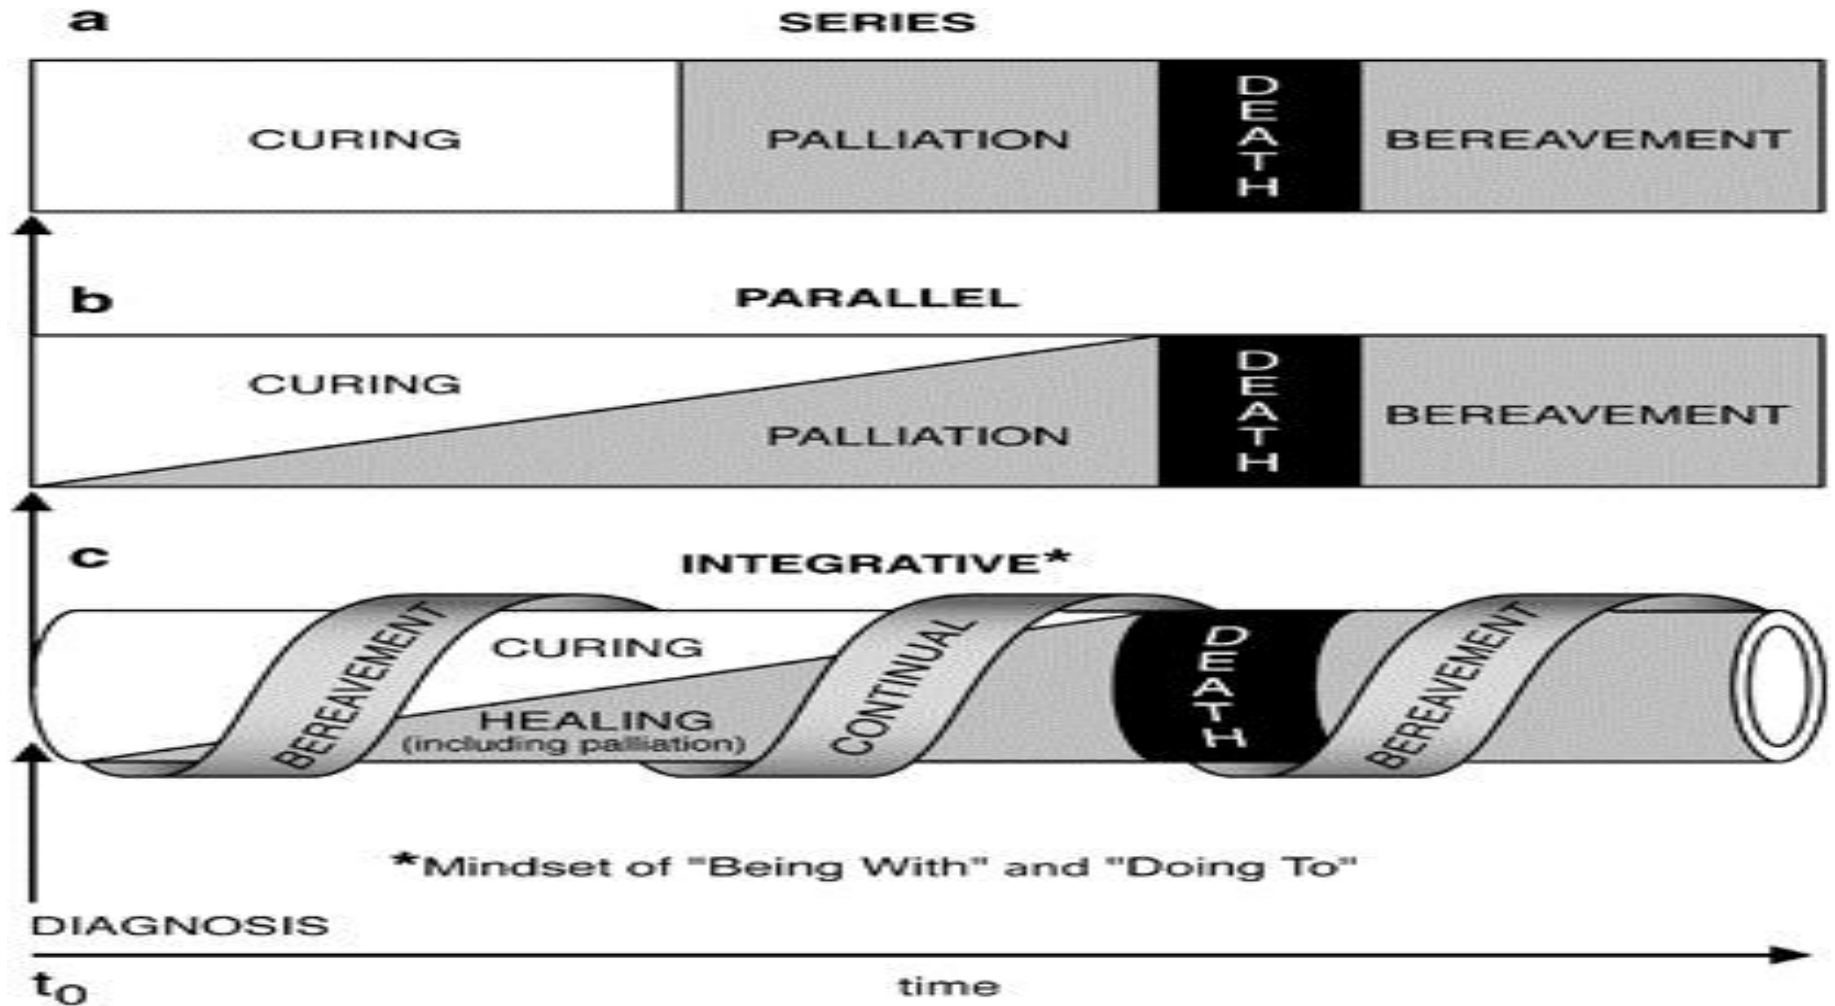 a
SERIES
CURING
PALLIATION
DEATH
BEREAVEMENT
b
PARALLEL
CURING
PALLIATION
DEATH
BEREAVEMENT
c
INTEGRATIVE*
BEREAVEMENT
CURING
HEALING
(including palliation)
CONTINUAL
DEATH
BEREAVEMENT
*Mindset of "Being With" and "Doing To"
DIAGNOSIS
t0
time